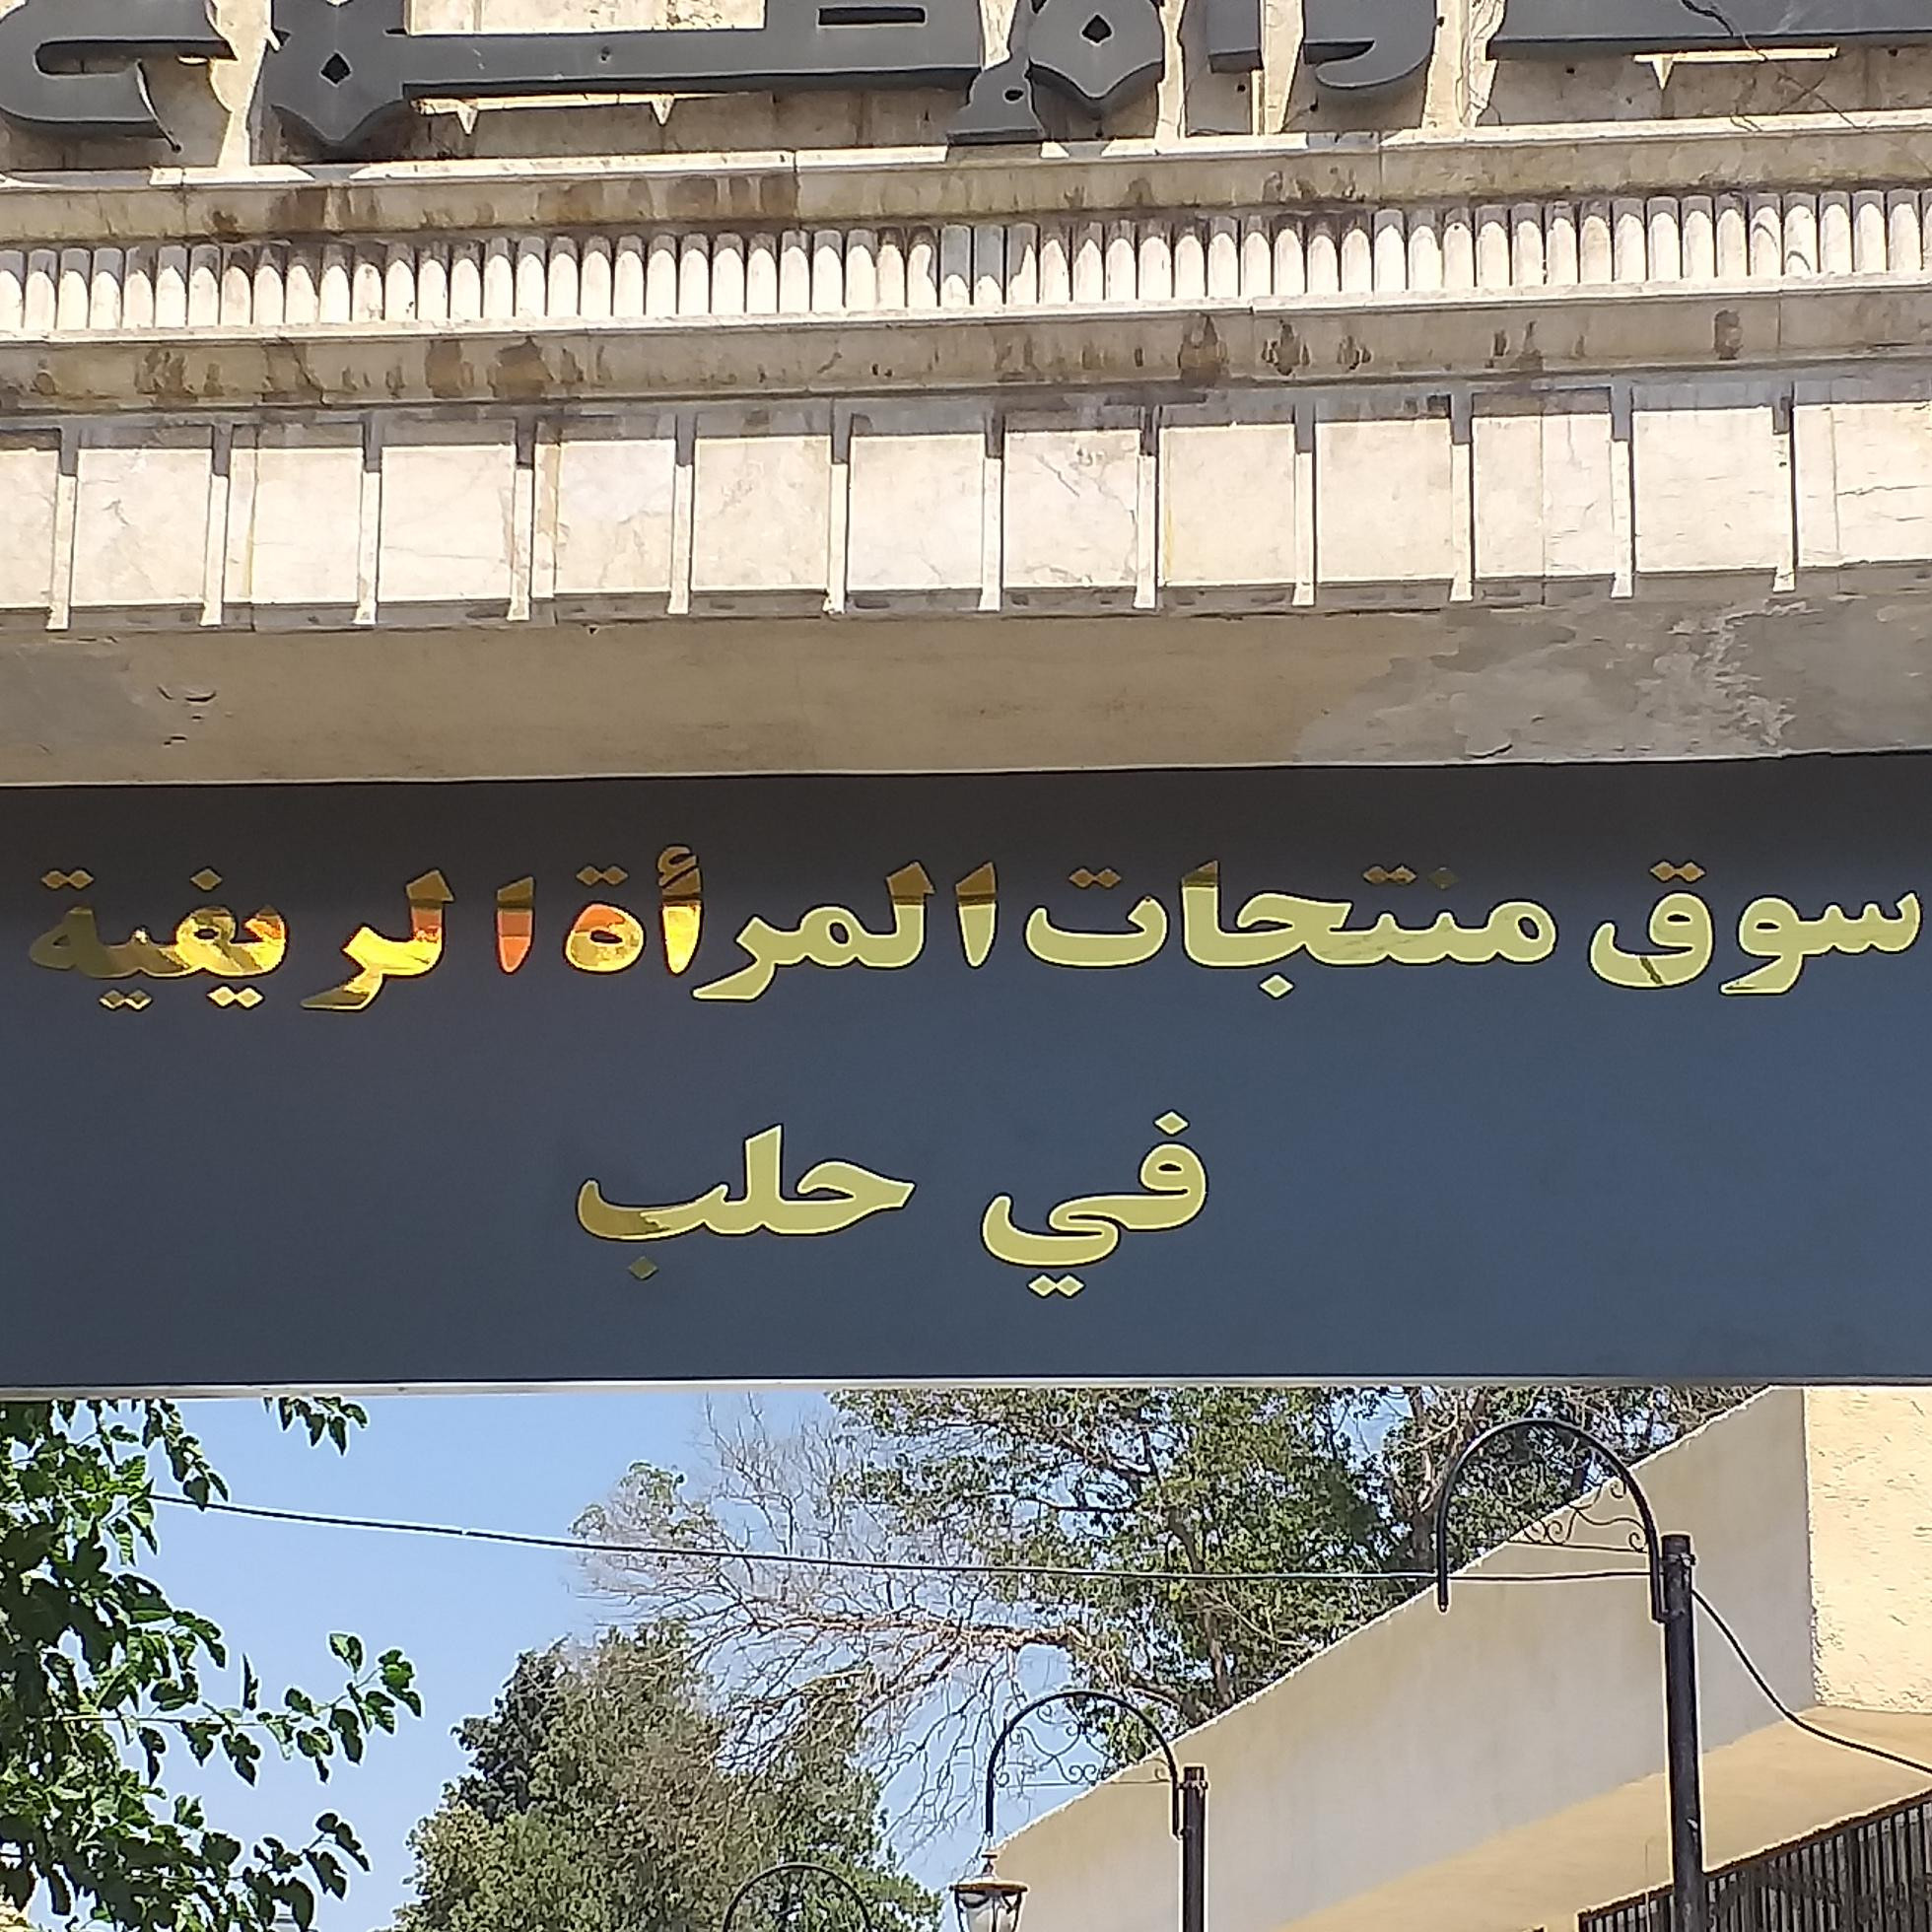 سوق منتجات المرأة الريفية
في حلب